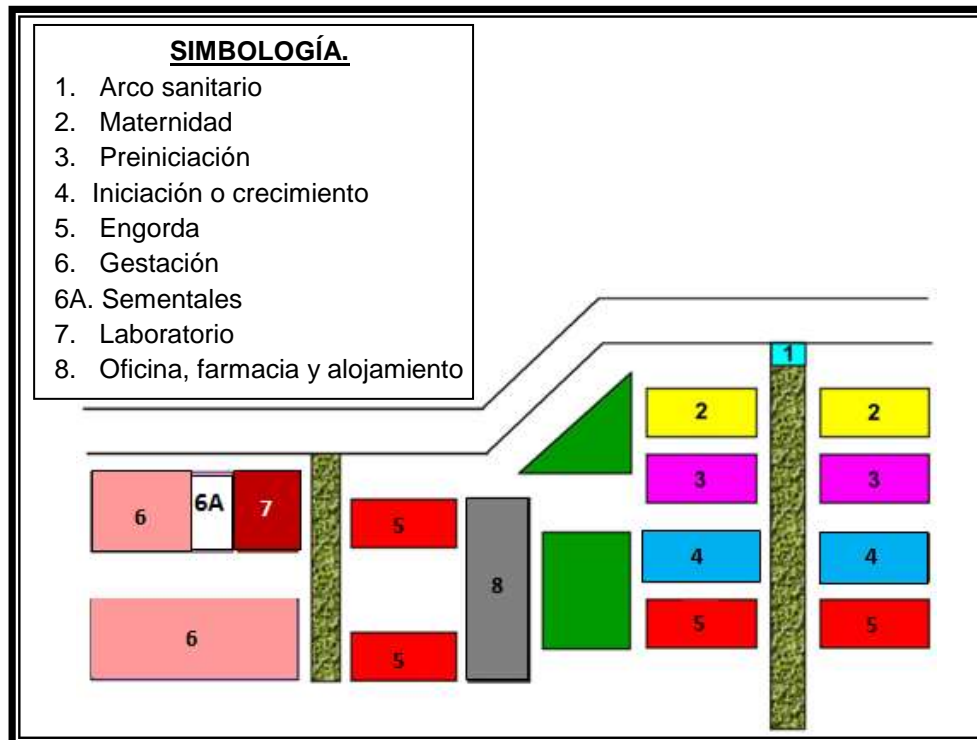 SIMBOLOGÍA.
1. Arco sanitario
2. Maternidad
3. Preiniciación
4. Iniciación o crecimiento
5. Engorda
6. Gestación
6A. Sementales
7. Laboratorio
8. Oficina, farmacia y alojamiento
1
2 2
3 3
6 6A 7 5
4 4
8
5 5
6 5